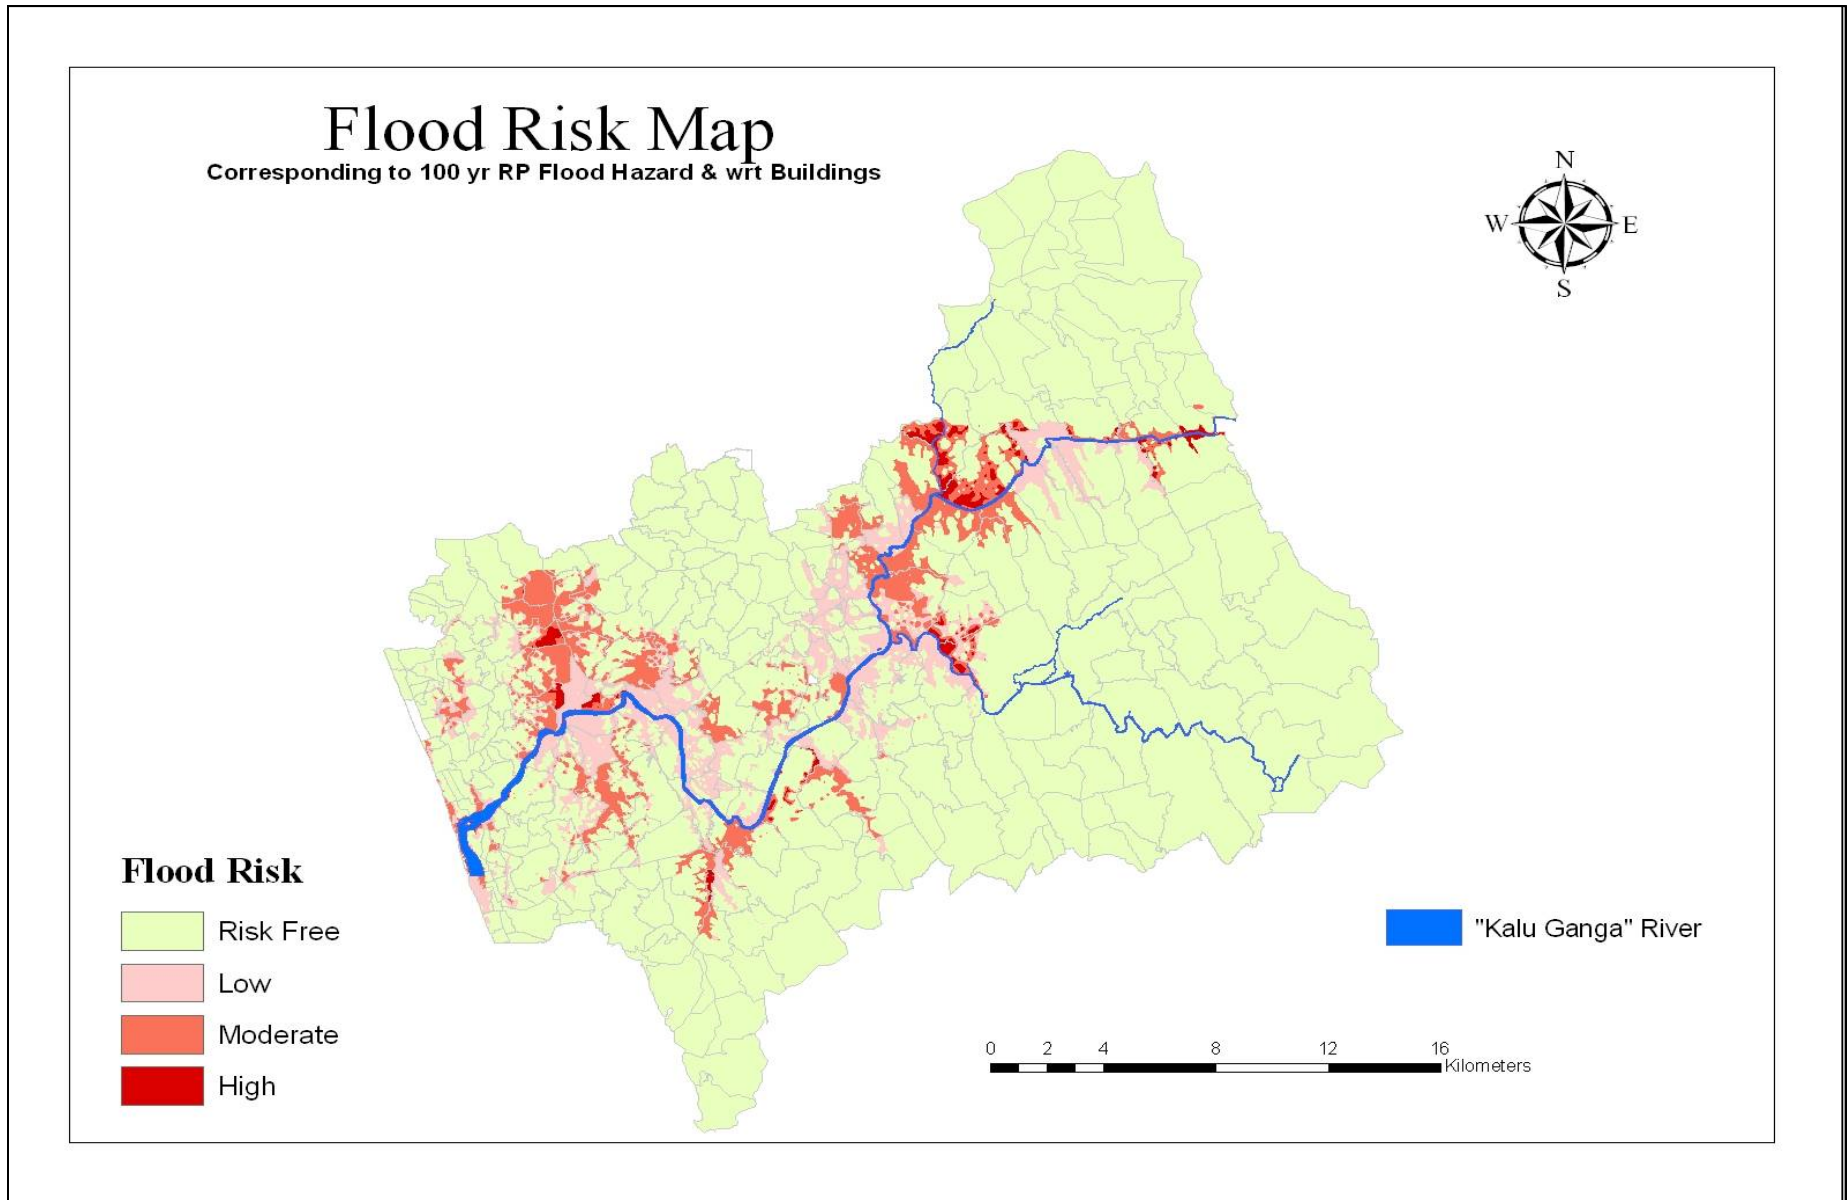 Flood Risk Map
Corresponding to 100 yr RP Flood Hazard & wrt Buildings
N
W E
S
Flood Risk
Risk Free
Low
Moderate
High
"Kalu Ganga" River
0 2 4 8 12 16
Kilometers